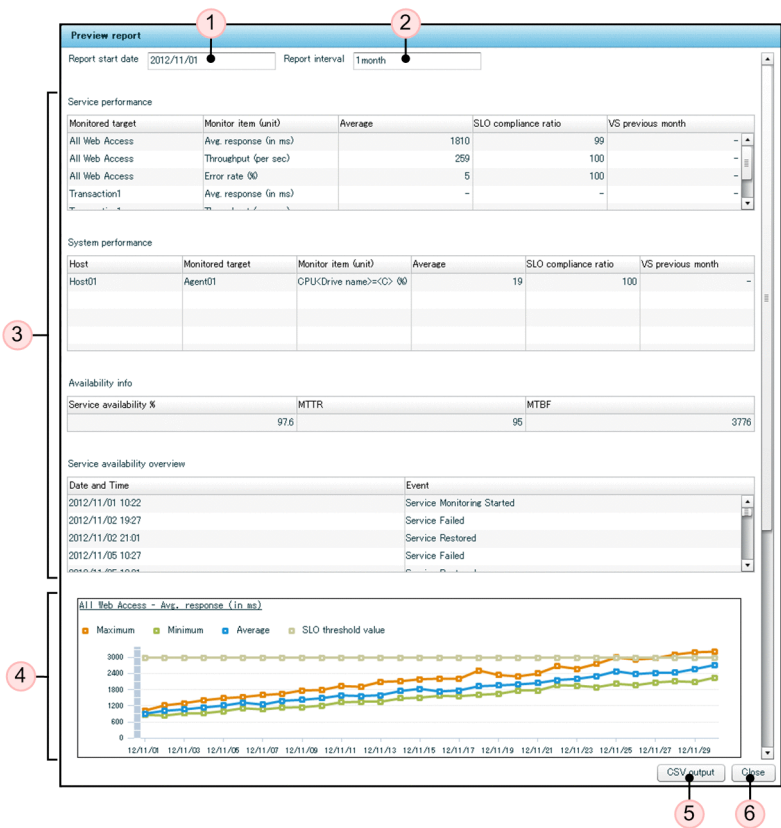 1 2
Preview report
Report start date 2012/11/01 Report interval 1month
3
Service performance
Monitored target Monitor item (unit) Average SLO compliance ratio VS previous month
All Web Access Avg. response (in ms) 1810 99 -
All Web Access Throughput (per sec) 259 100 -
All Web Access Error rate (%) 5 100 -
Transaction1 Avg. response (in ms) - - -
System performance
Host Monitored target Monitor item (unit) Average SLO compliance ratio VS previous month
Host01 Agent01 CPU<Drive name>=<C> (%) 19 100 -
Availability info
Service availability % MTTR MTBF
97.6 95 3776
Service availability overview
Date and Time Event
2012/11/01 10:22 Service Monitoring Started
2012/11/02 19:27 Service Failed
2012/11/02 21:01 Service Restored
2012/11/05 10:27 Service Failed
4
All Web Access - Avg. response (in ms)
Maximum Minimum Average SLO threshold value
3000
2400
1800
1200
600
0
12/11/01 12/11/03 12/11/05 12/11/07 12/11/09 12/11/11 12/11/13 12/11/15 12/11/17 12/11/19 12/11/21 12/11/23 12/11/25 12/11/27 12/11/29
CSV output Close
5 6